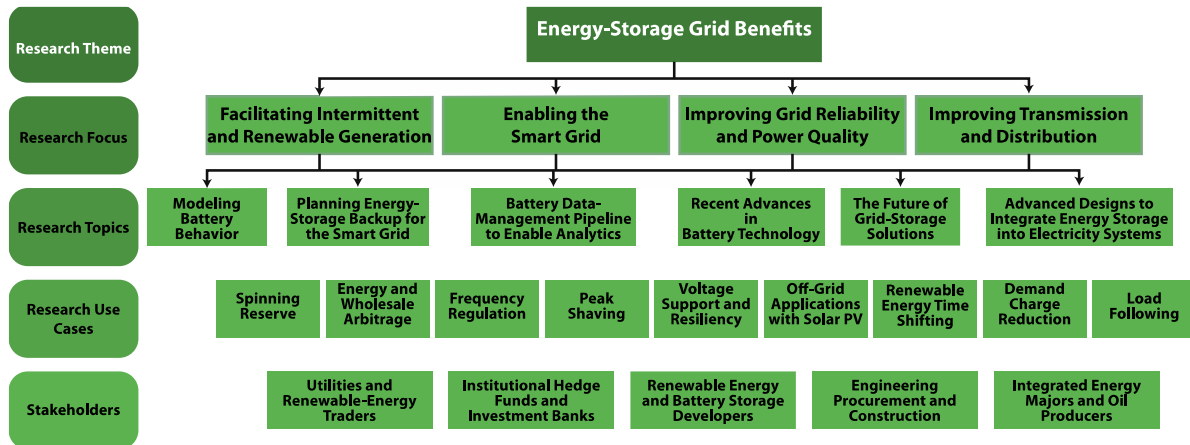 Research Theme
Energy-Storage Grid Benefits
Research Focus
Facilitating Intermittent
and Renewable Generation
Enabling the
Smart Grid
Improving Grid Reliability
and Power Quality
Improving Transmission
and Distribution
Research Topics
Modeling
Battery
Behavior
Planning Energy-
Storage Backup for
the Smart Grid
Battery Data-
Management Pipeline
to Enable Analytics
Recent Advances
in
Battery Technology
The Future of
Grid-Storage
Solutions
Advanced Designs to
Integrate Energy Storage
into Electricity Systems
Research Use
Cases
Spinning
Reserve
Energy and
Wholesale
Arbitrage
Frequency
Regulation
Peak
Shaving
Voltage
Support and
Resiliency
Off-Grid
Applications
with Solar PV
Renewable
Energy Time
Shifting
Demand
Charge
Reduction
Load
Following
Stakeholders
Utilities and
Renewable-Energy
Traders
Institutional Hedge
Funds and
Investment Banks
Renewable Energy
and Battery Storage
Developers
Engineering
Procurement and
Construction
Integrated Energy
Majors and Oil
Producers